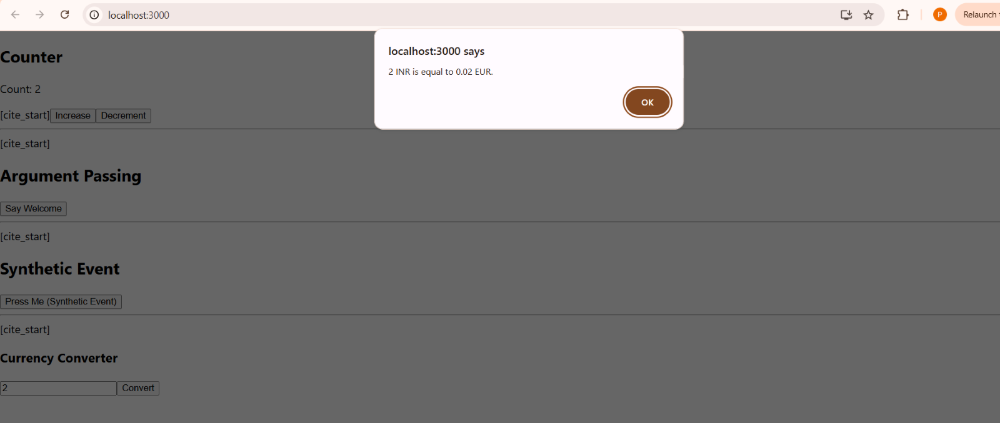 localhost:3000
P
Relaunch
localhost:3000 says
2 INR is equal to 0.02 EUR.
OK
Counter
Count: 2
[cite_start] Increase Decrement
[cite_start]
Argument Passing
Say Welcome
[cite_start]
Synthetic Event
Press Me (Synthetic Event)
[cite_start]
Currency Converter
2 Convert